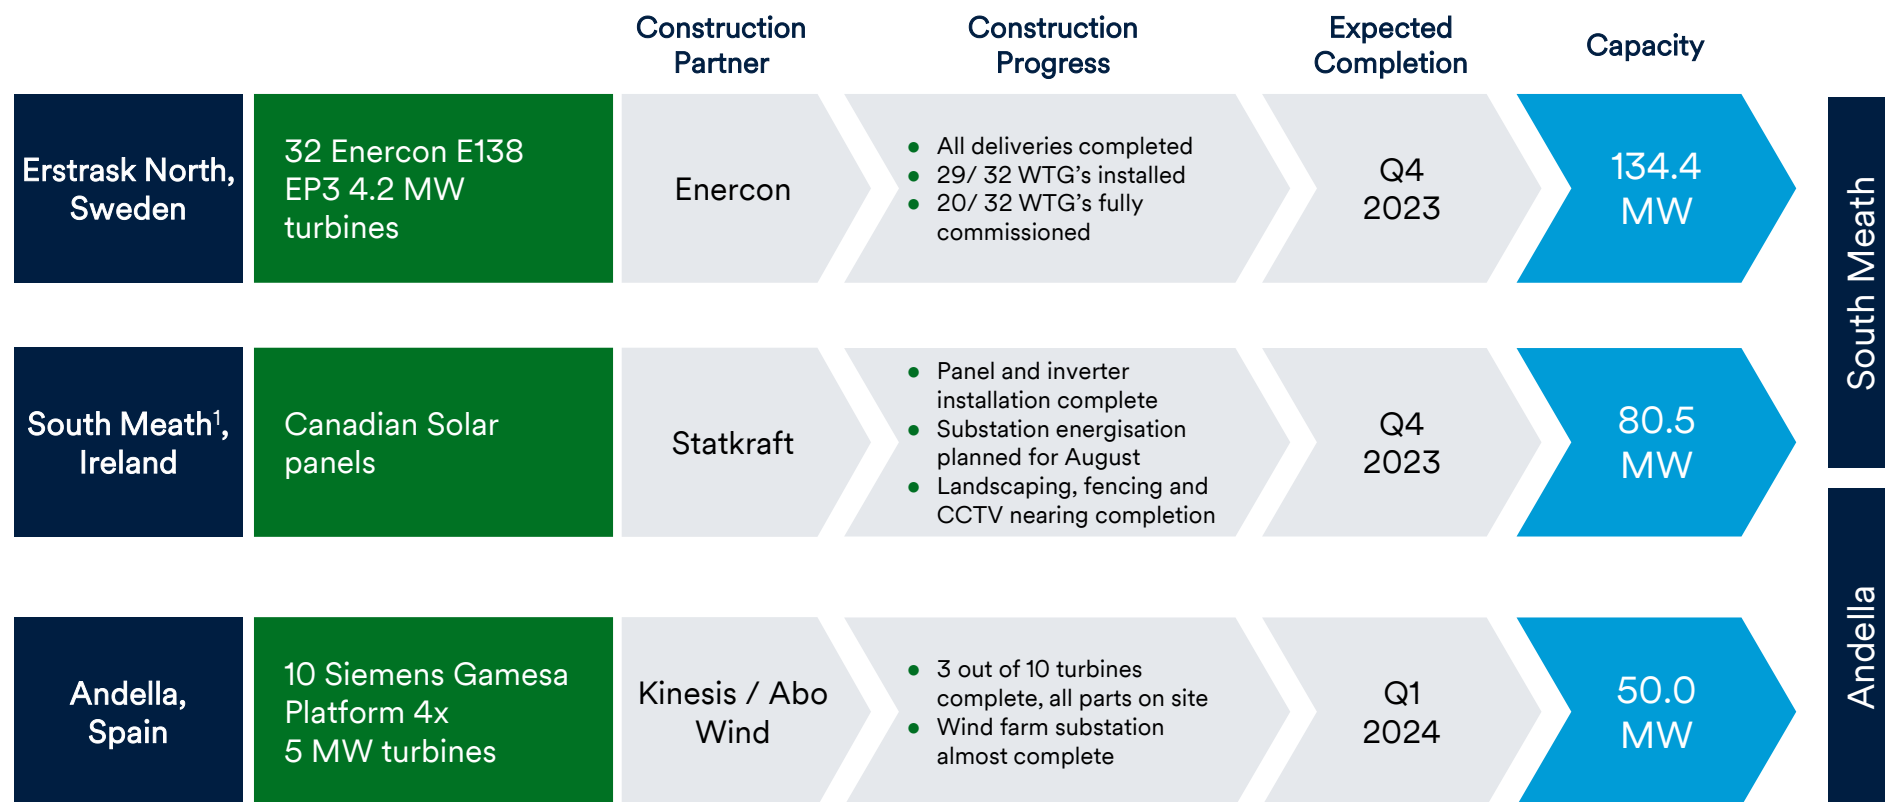 Construction
Partner
Construction
Progress
Expected
Completion
Capacity
Erstrask North,
Sweden
32 Enercon E138
EP3 4.2 MW
turbines
Enercon
• All deliveries completed
• 29/ 32 WTG's installed
• 20/ 32 WTG's fully
commissioned
Q4
2023
134.4
MW
South Meath¹,
Ireland
Canadian Solar
panels
Statkraft
• Panel and inverter
installation complete
• Substation energisation
planned for August
• Landscaping, fencing and
CCTV nearing completion
Q4
2023
80.5
MW
Andella,
Spain
10 Siemens Gamesa
Platform 4x
5 MW turbines
Kinesis / Abo
Wind
• 3 out of 10 turbines
complete, all parts on site
• Wind farm substation
almost complete
Q1
2024
50.0
MW
South Meath
Andella